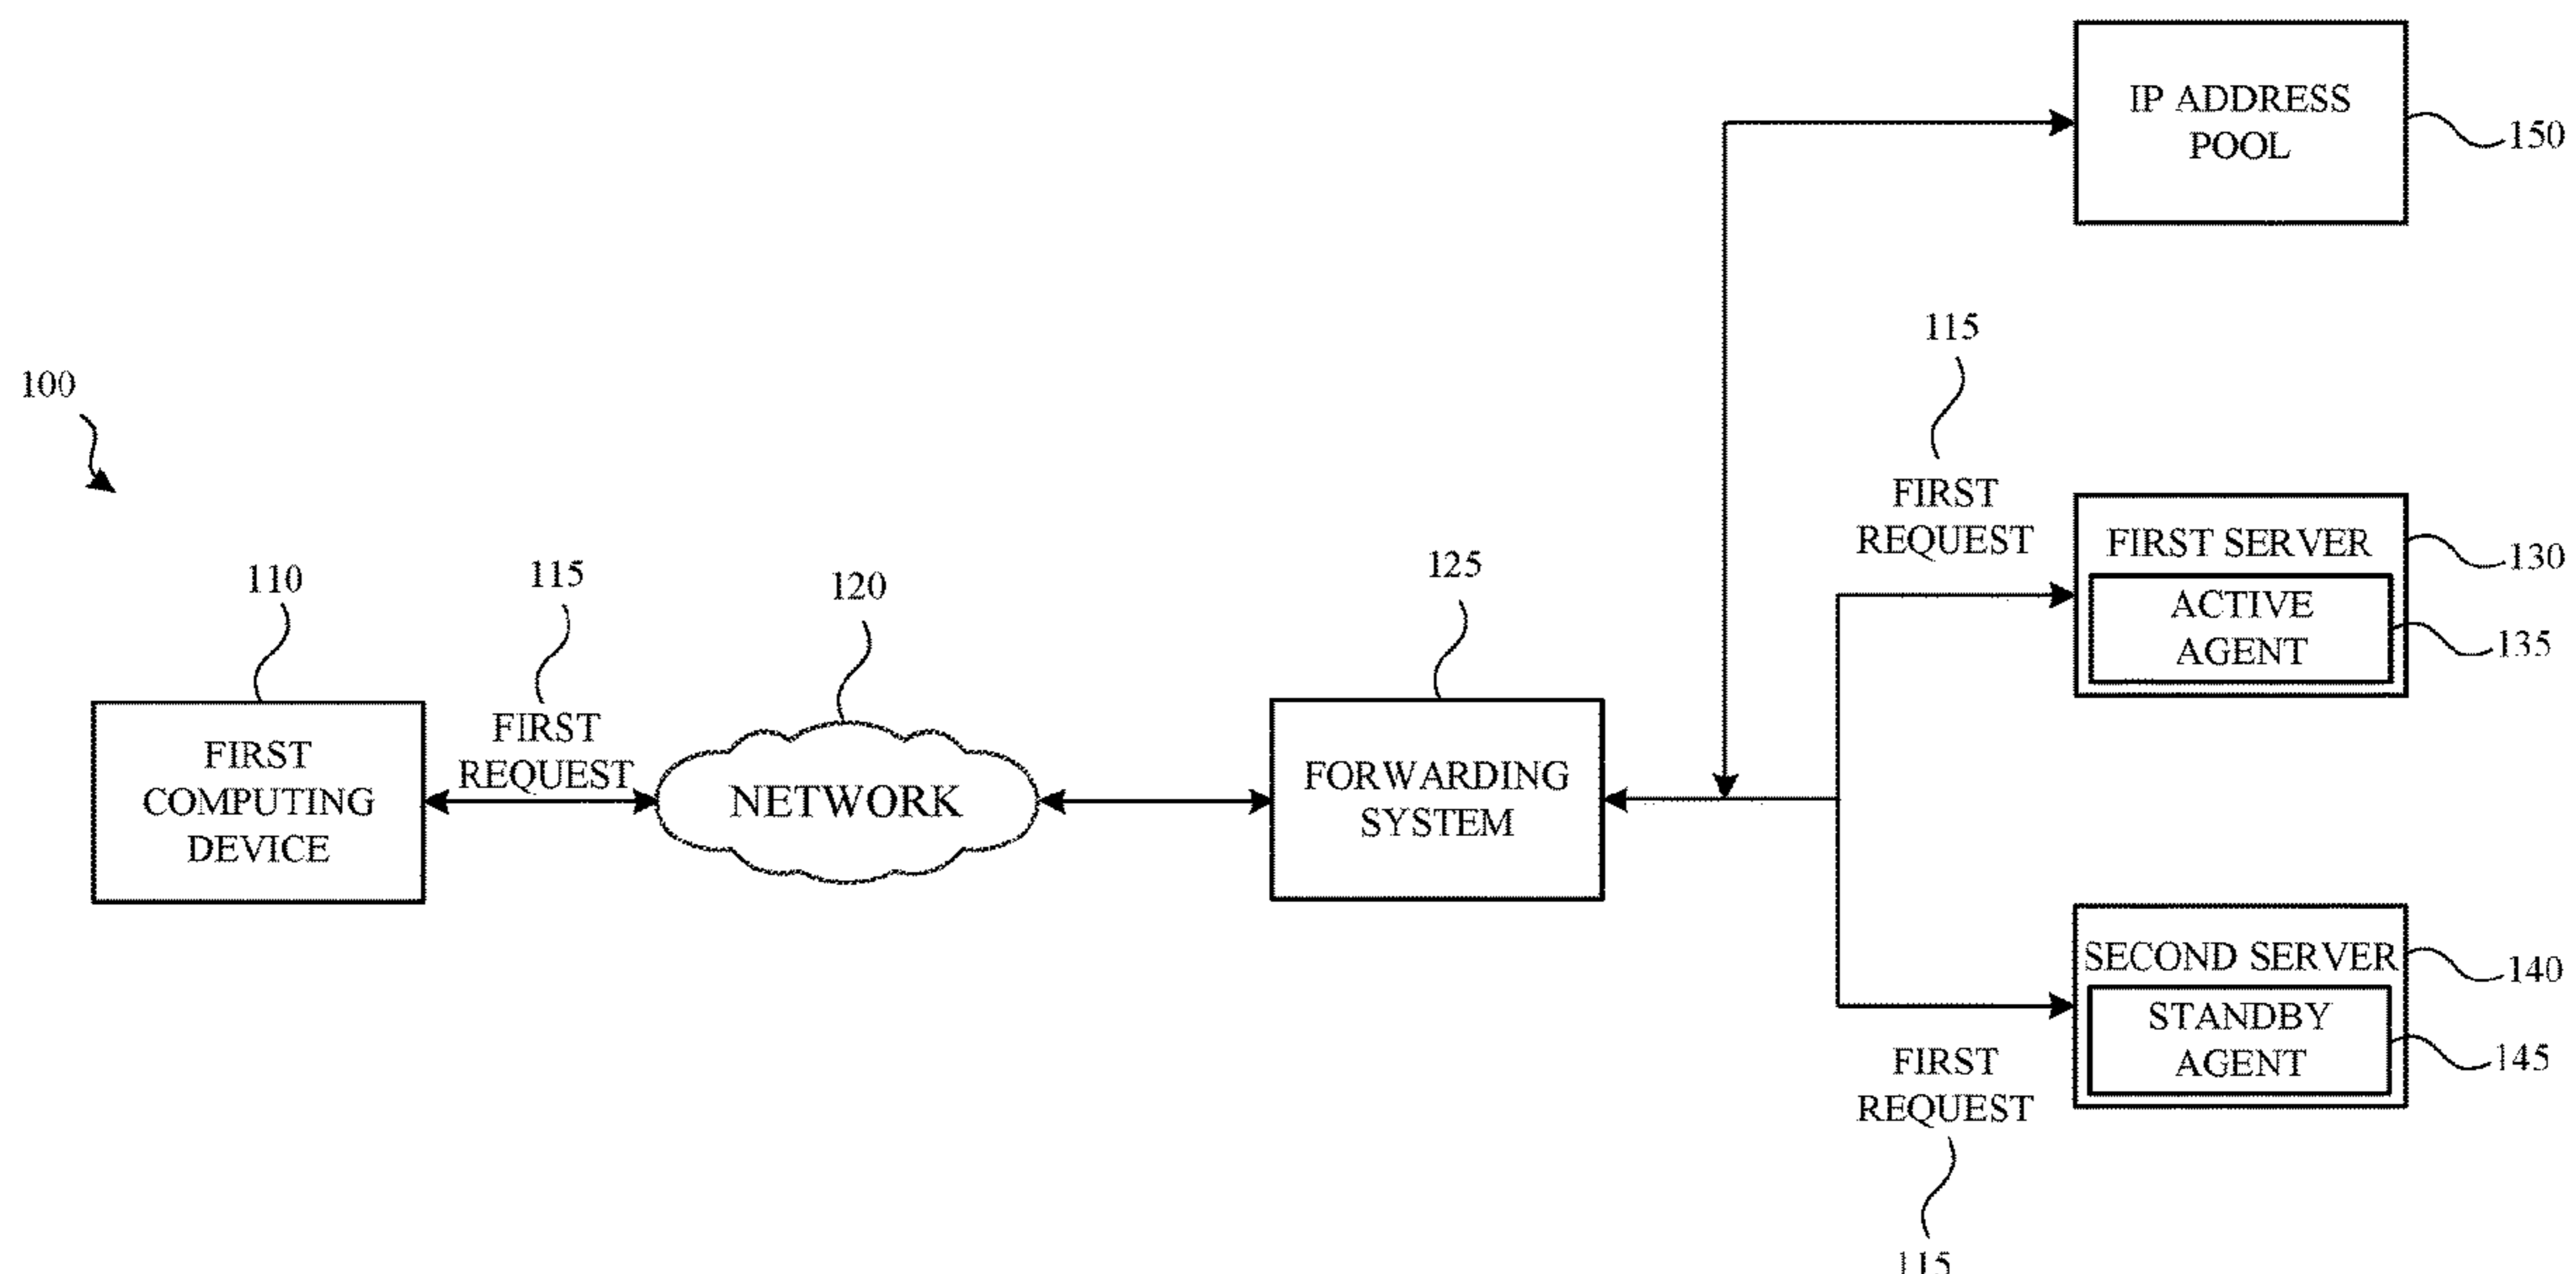 IP ADDRESS
POOL
150
115
100
FIRST
REQUEST
FIRST SERVER
130
ACTIVE
AGENT
135
110
115
120
125
FIRST
REQUEST
FIRST
COMPUTING
DEVICE
NETWORK
FORWARDING
SYSTEM
SECOND SERVER
140
STANDBY
AGENT
145
FIRST
REQUEST
115